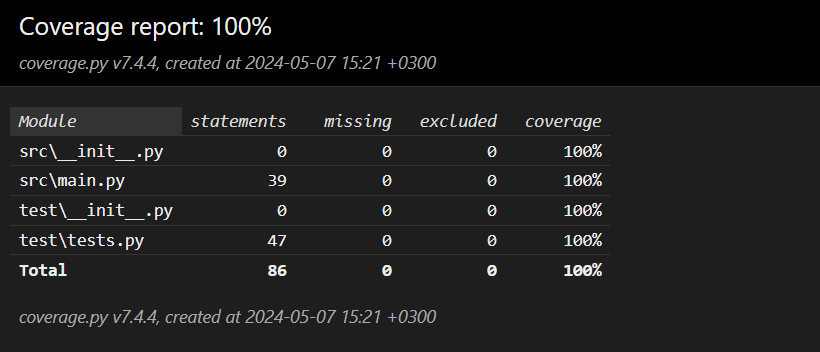 Coverage report: 100%
coverage.py v7.4.4, created at 2024-05-07 15:21 +0300
Module statements missing excluded coverage
src\__init__.py 0 0 0 100%
src\main.py 39 0 0 100%
test\__init__.py 0 0 0 100%
test\tests.py 47 0 0 100%
Total 86 0 0 100%
coverage.py v7.4.4, created at 2024-05-07 15:21 +0300